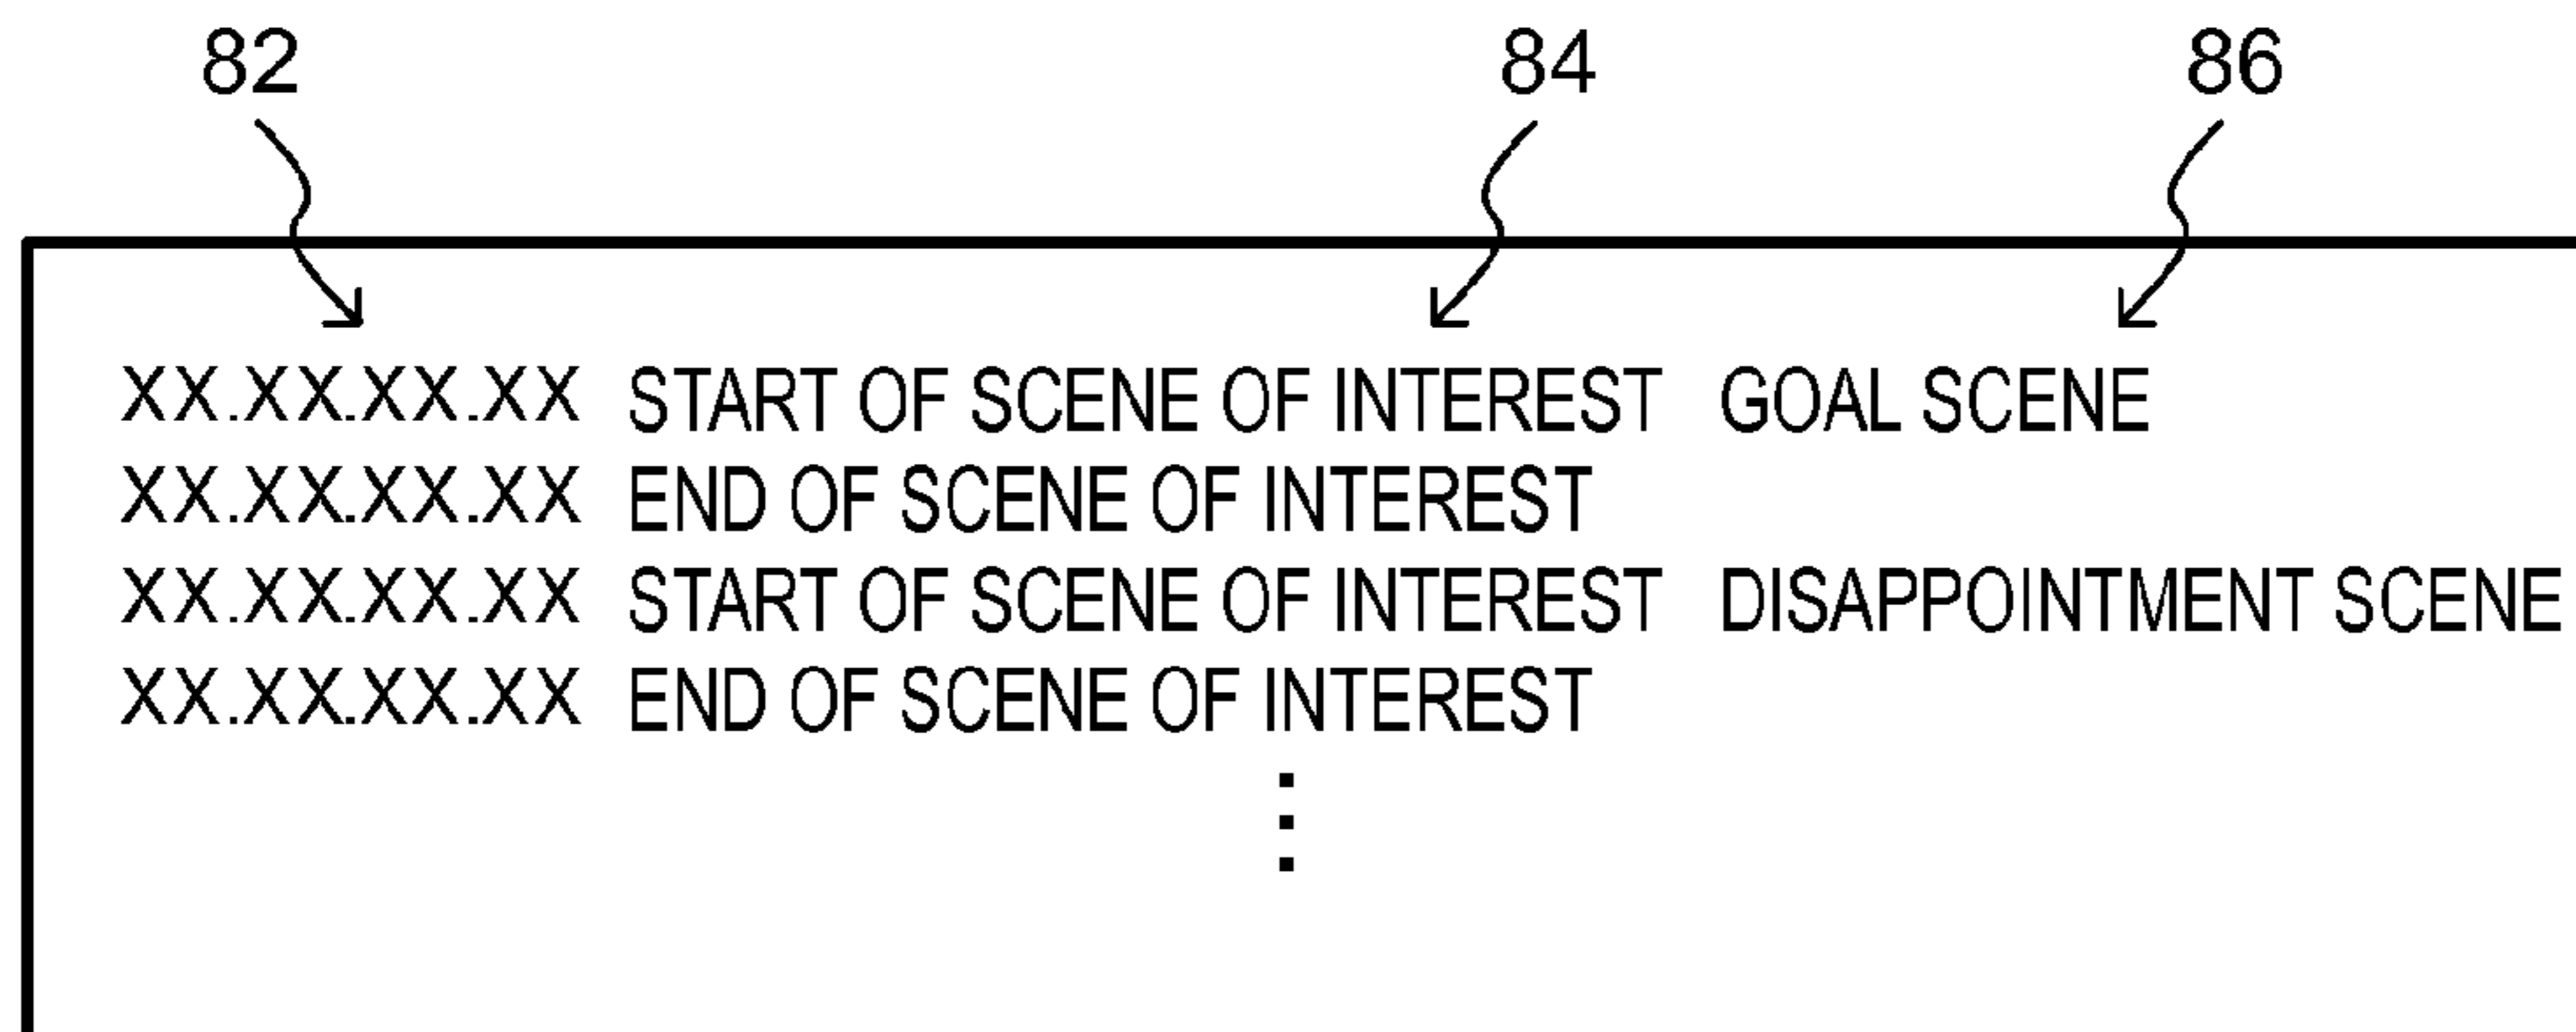 82 84 86
XX.XX.XX.XX START OF SCENE OF INTEREST GOAL SCENE
XX.XX.XX.XX END OF SCENE OF INTEREST
XX.XX.XX.XX START OF SCENE OF INTEREST DISAPPOINTMENT SCENE
XX.XX.XX.XX END OF SCENE OF INTEREST